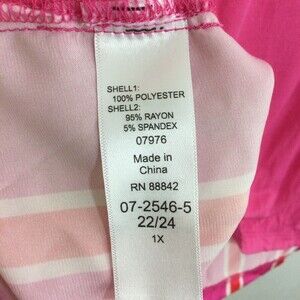 SHELL1:
100% POLYESTER
SHELL2:
95% RAYON
5% SPANDEX
07976
Made in
China
RN 88842
07-2546-5
22/24
1X